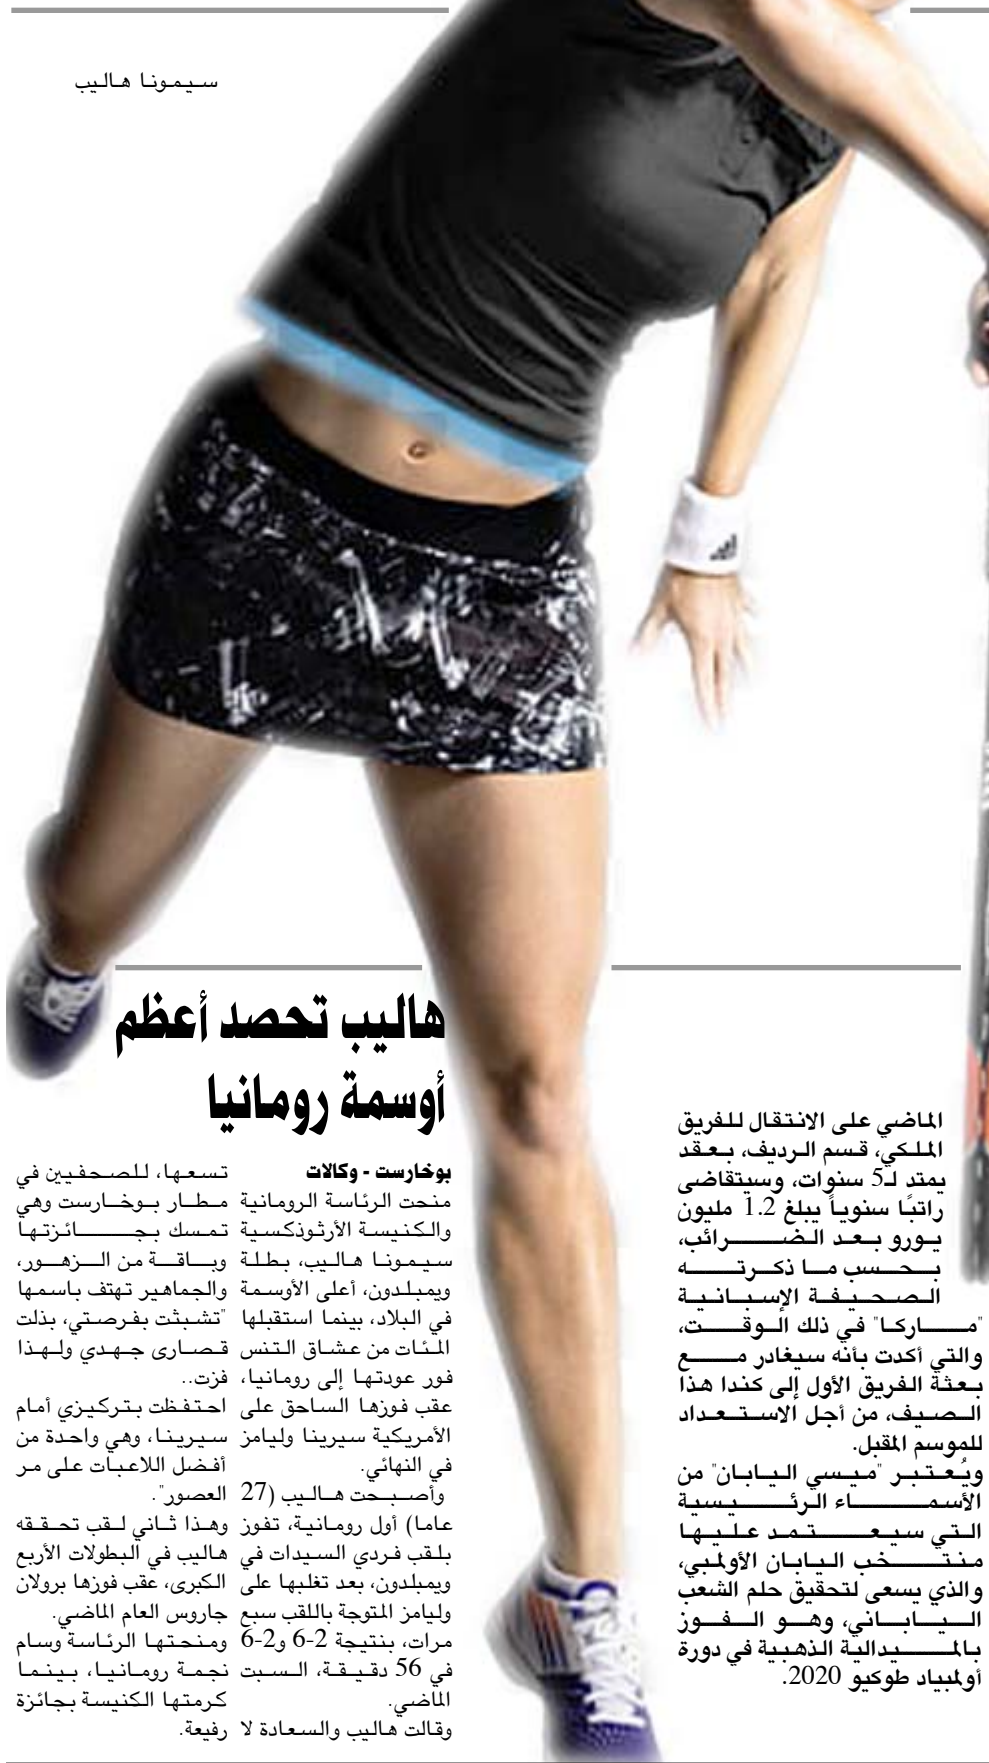 سيمونا هاليب
الماضي على الانتقال للفريق
الملكي، قسم الرديف، بعقد
يمتد لـ5 سنوات، وسيتقاضى
راتبًا سنوياً يبلغ 1.2 مليون
يورو بعد الضرائب،
بحسب ما ذكرته
الصحيفة الإسبانية
"ماركا" في ذلك الوقت،
والتي أكدت بأنه سيغادر مع
بعثة الفريق الأول إلى كندا هذا
الصيف، من أجل الاستعداد
للموسم المقبل.
ويُعتبر "ميسي اليابان" من
الأسماء الرئيسية
التي سيعتمد عليها
منتخب اليابان الأولمبي،
والذي يسعى لتحقيق حلم الشعب
الياباني، وهو الفوز
بالميدالية الذهبية في دورة
أولمبياد طوكيو 2020.
هاليب تحصد أعظم
أوسمة رومانيا
بوخارست - وكالات
منحت الرئاسة الرومانية
والكنيسة الأرثوذكسية
سيمونا هاليب، بطلة
ويمبلدون، أعلى الأوسمة
في البلاد، بينما استقبلها
المئات من عشاق التنس
فور عودتها إلى رومانيا،
عقب فوزها الساحق على
الأمريكية سيرينا وليامز
في النهائي.
وأصبحت هاليب (27
عاما) أول رومانية، تفوز
بلقب فردي السيدات في
ويمبلدون، بعد تغلبها على
وليامز المتوجة باللقب سبع
مرات، بنتيجة 2-6 و2-6
في 56 دقيقة، السبت
الماضي.
وقالت هاليب والسعادة لا
تسعها، للصحفيين في
مطار بوخارست وهي
تمسك بجائزتها
وباقة من الزهور،
والجماهير تهتف باسمها
"تشبثت بفرصتي، بذلت
قصارى جهدي ولهذا
فزت..
احتفظت بتركيزي أمام
سيرينا، وهي واحدة من
أفضل اللاعبات على مر
العصور".
وهذا ثاني لقب تحققه
هاليب في البطولات الأربع
الكبرى، عقب فوزها برولان
جاروس العام الماضي.
ومنحتها الرئاسة وسام
نجمة رومانيا، بينما
كرمتها الكنيسة بجائزة
رفيعة.